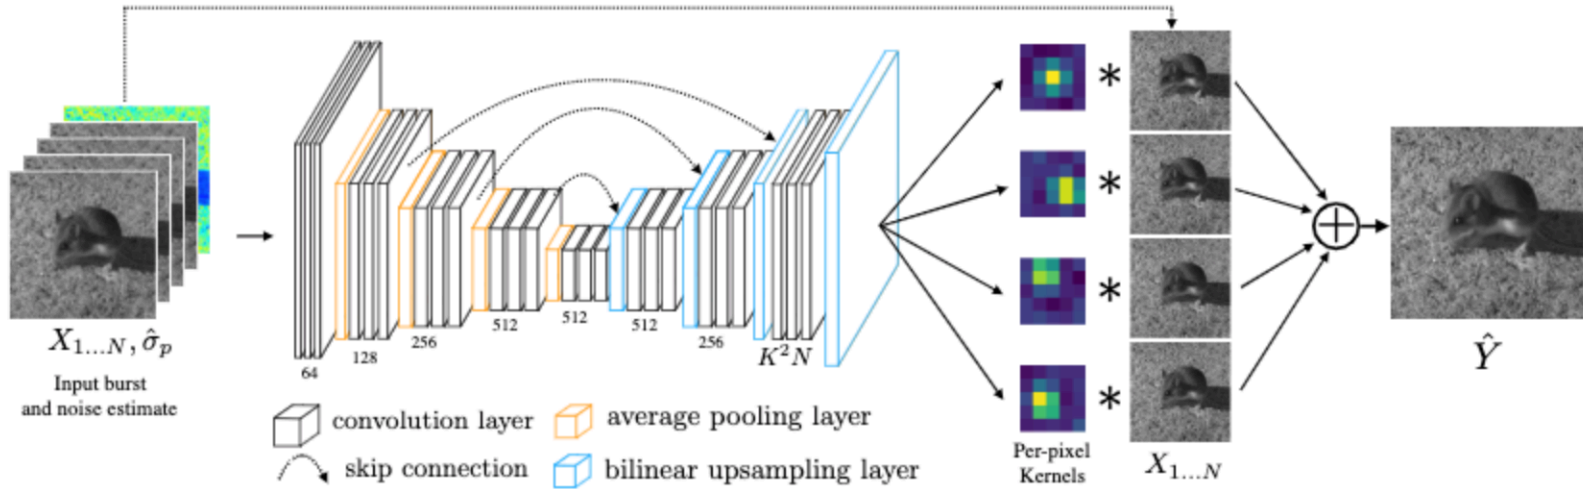 X₁...N, σ̂ₚ
Input burst
and noise estimate
64
128
256
512
512
512
256
K²N
convolution layer
average pooling layer
skip connection
bilinear upsampling layer
*
*
*
*
Per-pixel
Kernels
X₁...N
+
Ŷ